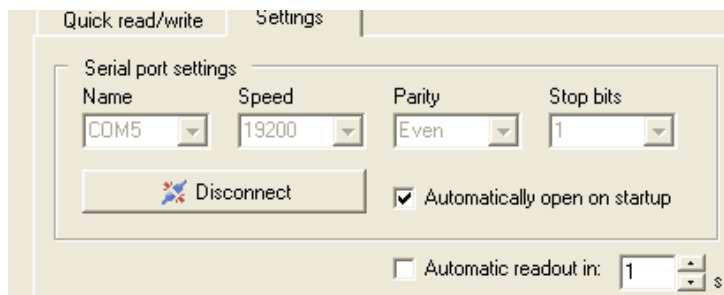 Quick read/write Settings
Serial port settings
Name Speed Parity Stop bits
COM5 19200 Even 1
Disconnect Automatically open on startup
Automatic readout in: 1 s